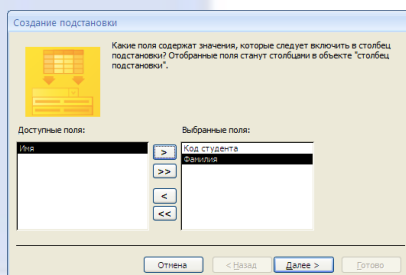 Создание подстановки
Какие поля содержат значения, которые следует включить в столбец
подстановки? Отобранные поля станут столбцами в объекте "столбец
подстановки".
Доступные поля:
Выбранные поля:
Имя
Код студента
Фамилия
>
>>
<
<<
Отмена
< Назад
Далее >
Готово